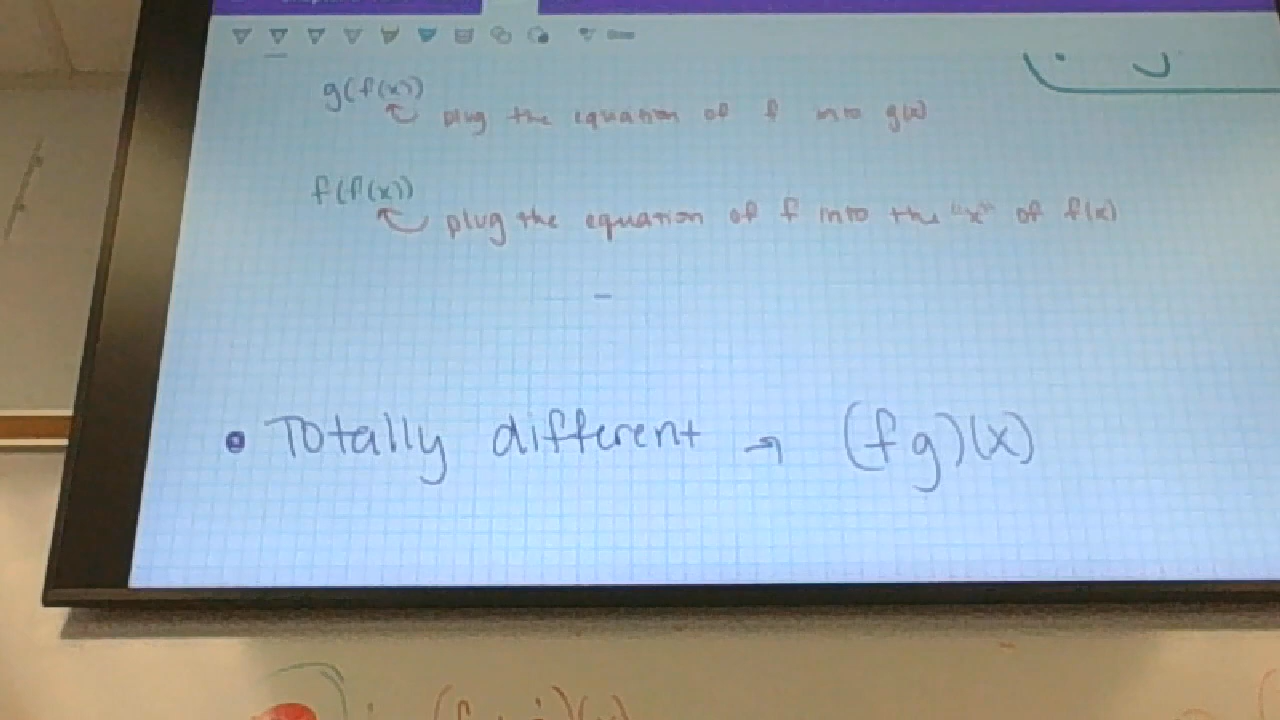 g(f(x))
plug the equation of f into g(x)
f(f(x))
plug the equation of f into the "x" of f(x)
• Totally different → (fg)(x)